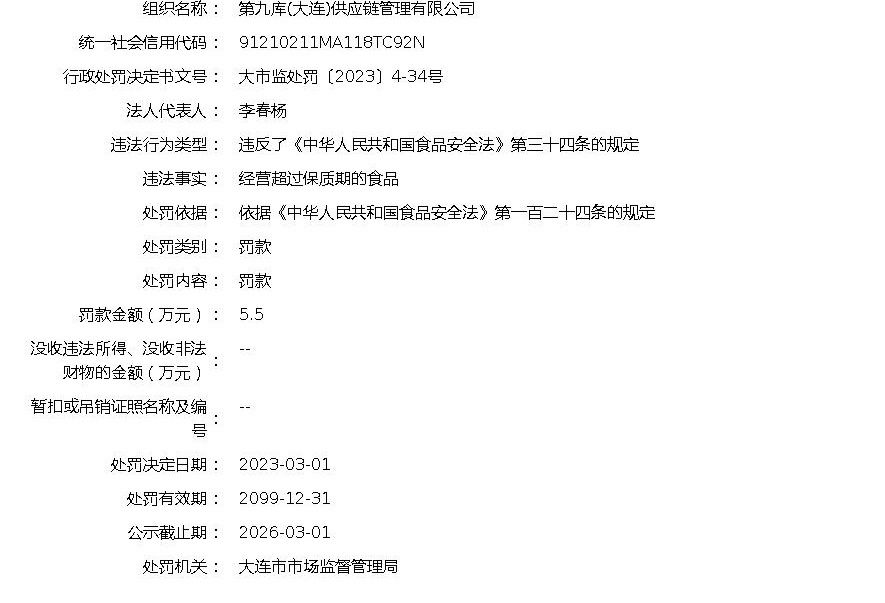 组织名称： 第九库(大连)供应链管理有限公司
统一社会信用代码： 91210211MA118TC92N
行政处罚决定书文号： 大市监处罚〔2023〕4-34号
法人代表人： 李春杨
违法行为类型： 违反了《中华人民共和国食品安全法》第三十四条的规定
违法事实： 经营超过保质期的食品
处罚依据： 依据《中华人民共和国食品安全法》第一百二十四条的规定
处罚类别： 罚款
处罚内容： 罚款
罚款金额（万元）： 5.5
没收违法所得、没收非法
财物的金额（万元）： --
暂扣或吊销证照名称及编
号： --
处罚决定日期： 2023-03-01
处罚有效期： 2099-12-31
公示截止期： 2026-03-01
处罚机关： 大连市市场监督管理局